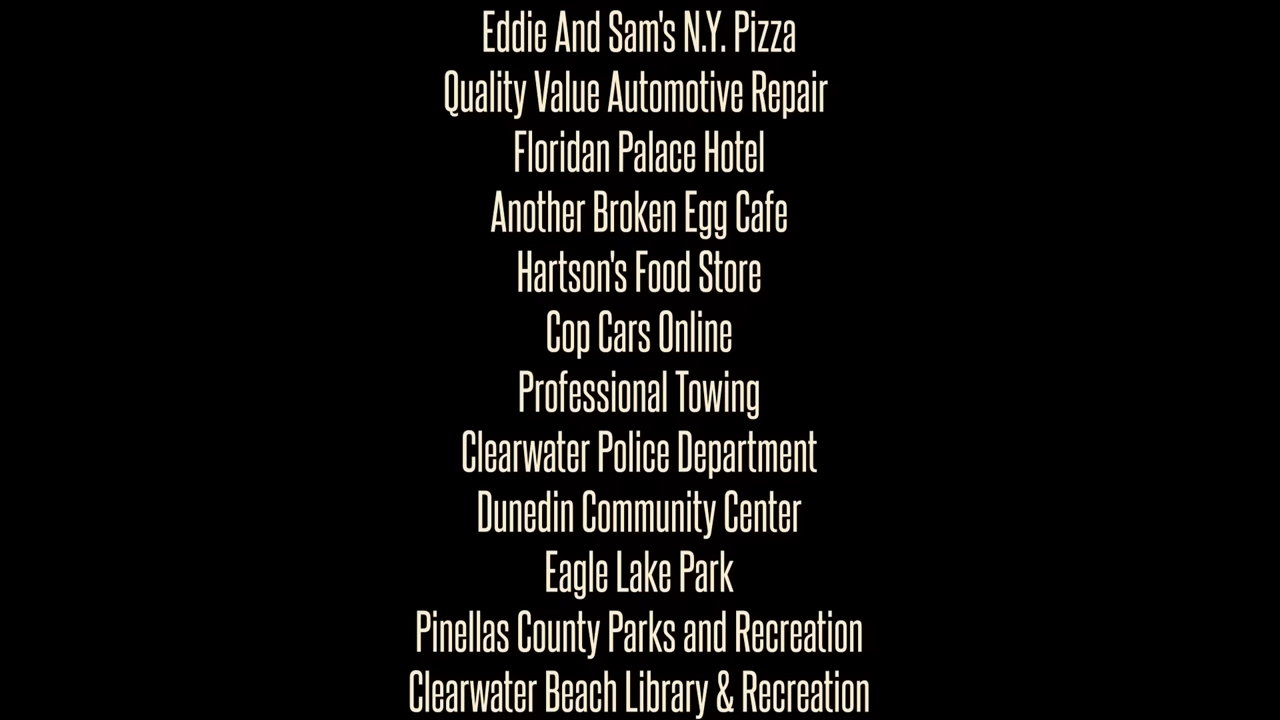 Eddie And Sam's N.Y. Pizza
Quality Value Automotive Repair
Floridan Palace Hotel
Another Broken Egg Cafe
Hartson's Food Store
Cop Cars Online
Professional Towing
Clearwater Police Department
Dunedin Community Center
Eagle Lake Park
Pinellas County Parks and Recreation
Clearwater Beach Library & Recreation